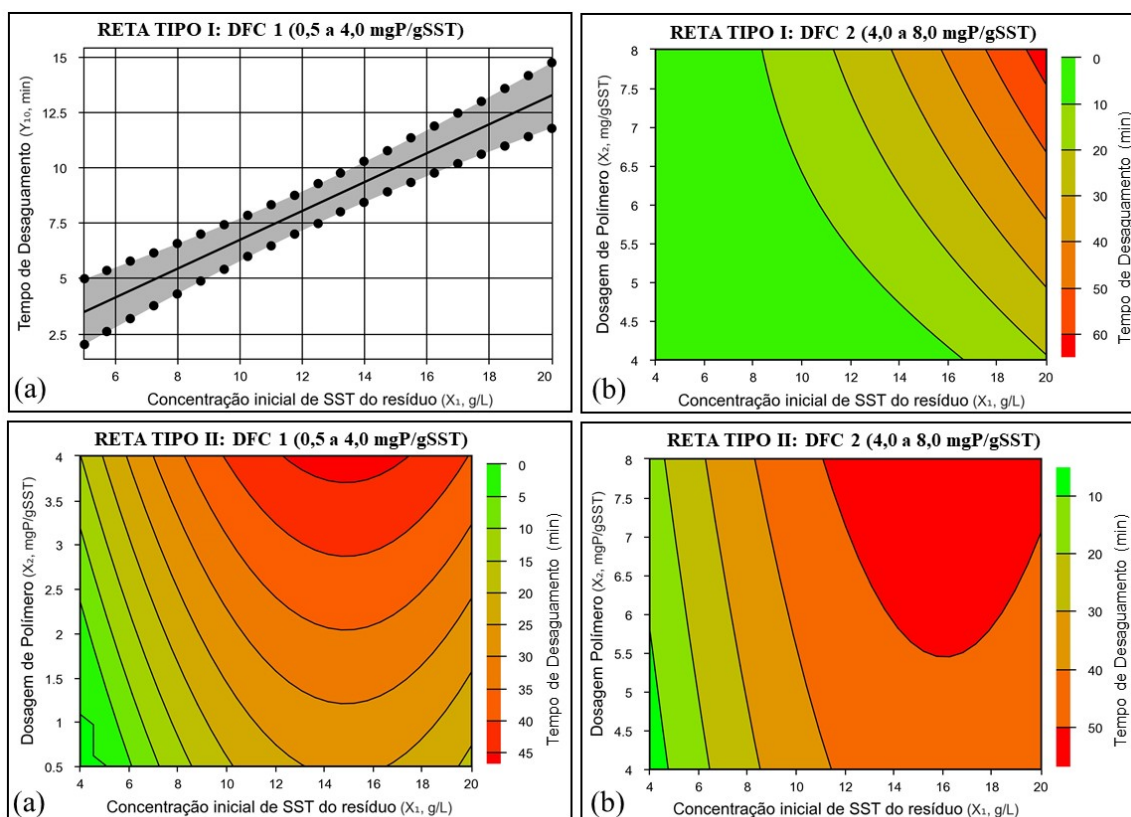 RETA TIPO I: DFC 1 (0,5 a 4,0 mgP/gSST)
Tempo de Desaguamento (Y10, min)
15
12.5
10
7.5
5
2.5
6 8 10 12 14 16 18 20
Concentração inicial de SST do resíduo (X1, g/L)
(a)
RETA TIPO I: DFC 2 (4,0 a 8,0 mgP/gSST)
Dosagem de Polímero (X2, mg/gSST)
8
7.5
7
6.5
6
5.5
5
4.5
4
4 6 8 10 12 14 16 18 20
Concentração inicial de SST do resíduo (X1, g/L)
0
10
20
30
40
50
60
Tempo de Desaguamento (min)
(b)
RETA TIPO II: DFC 1 (0,5 a 4,0 mgP/gSST)
Dosagem de Polímero (X2, mgP/gSST)
4
3.5
3
2.5
2
1.5
1
0.5
4 6 8 10 12 14 16 18 20
Concentração inicial de SST do resíduo (X1, g/L)
0
5
10
15
20
25
30
35
40
45
Tempo de Desaguamento (min)
(a)
RETA TIPO II: DFC 2 (4,0 a 8,0 mgP/gSST)
Dosagem Polímero (X2, mgP/gSST)
8
7.5
7
6.5
6
5.5
5
4.5
4
4 6 8 10 12 14 16 18 20
Concentração inicial de SST do resíduo (X1, g/L)
10
20
30
40
50
Tempo de Desaguamento (min)
(b)